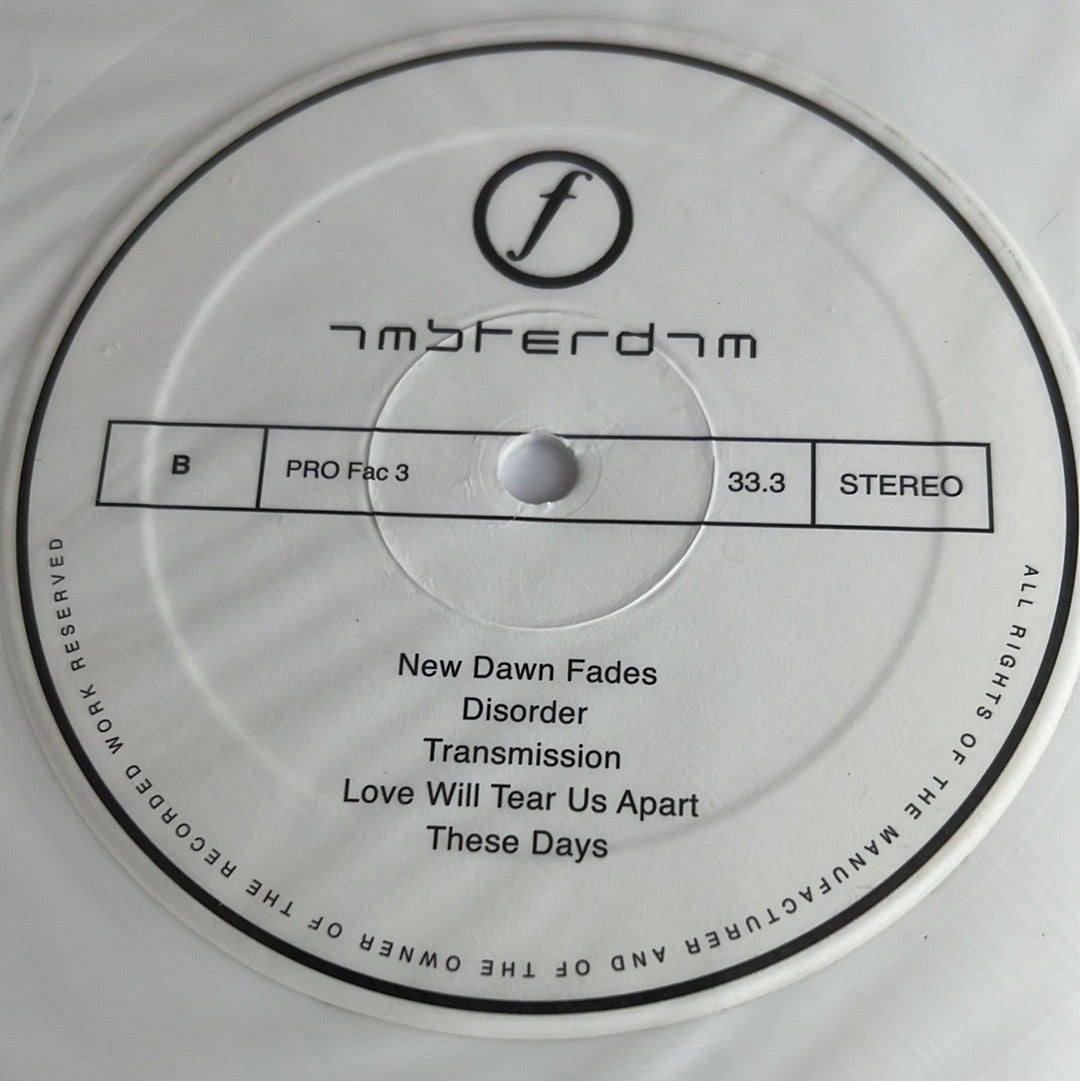 f
amsterdam
B PRO Fac 3 33.3 STEREO
New Dawn Fades
Disorder
Transmission
Love Will Tear Us Apart
These Days
ALL RIGHTS OF THE MANUFACTURER AND OF THE OWNER OF THE RECORDED WORK RESERVED